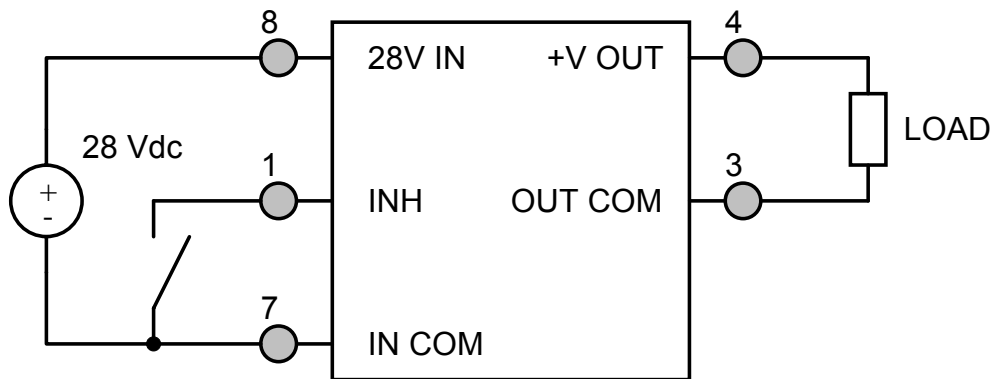 8
4
28V IN
+V OUT
28 Vdc
LOAD
1
3
+
-
INH
OUT COM
7
IN COM